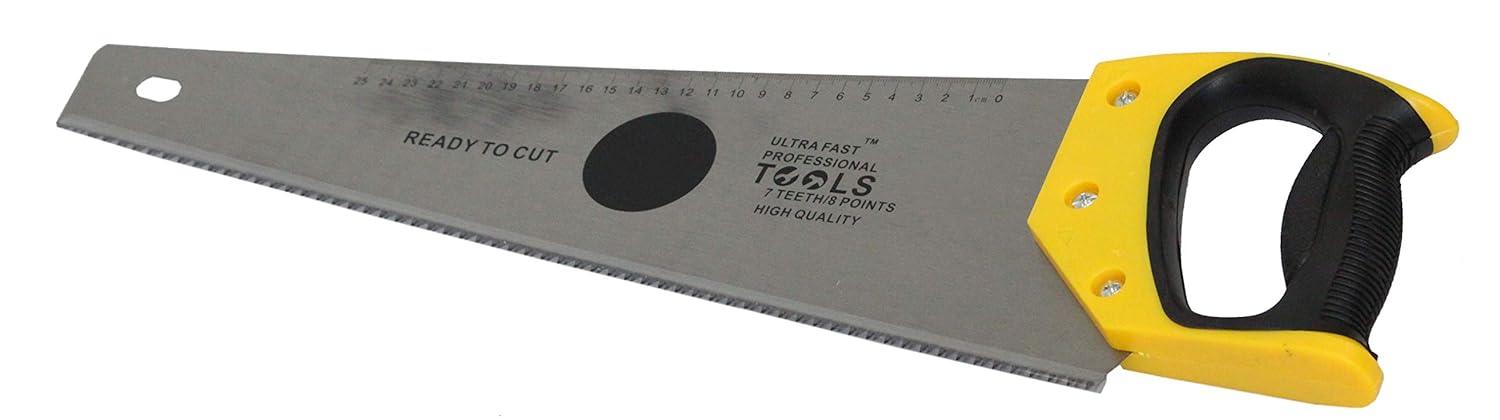 25 24 23 22 21 20 19 18 17 16 15 14 13 12 11 10 9 8 7 6 5 4 3 2 1cm 0
READY TO CUT
ULTRA FAST™
PROFESSIONAL
TOOLS
7 TEETH/8 POINTS
HIGH QUALITY